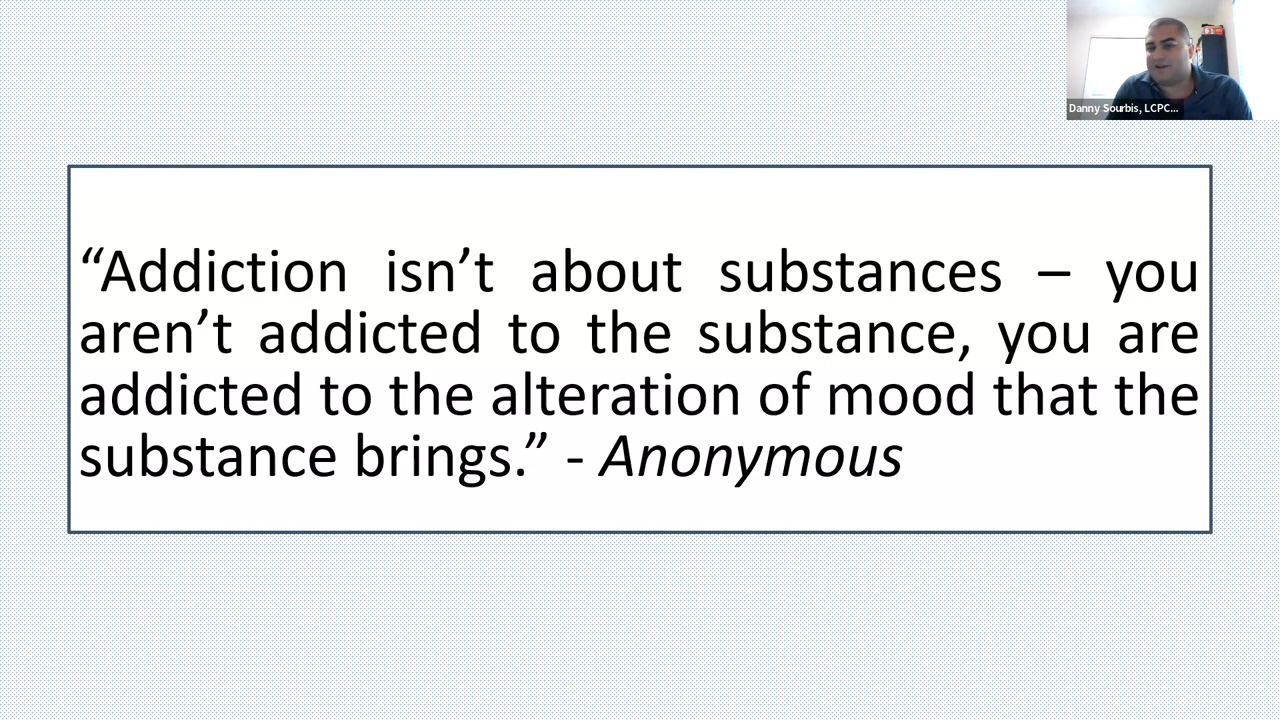 Danny Sourbis, LCPC...
“Addiction isn’t about substances – you
aren’t addicted to the substance, you are
addicted to the alteration of mood that the
substance brings.” - Anonymous